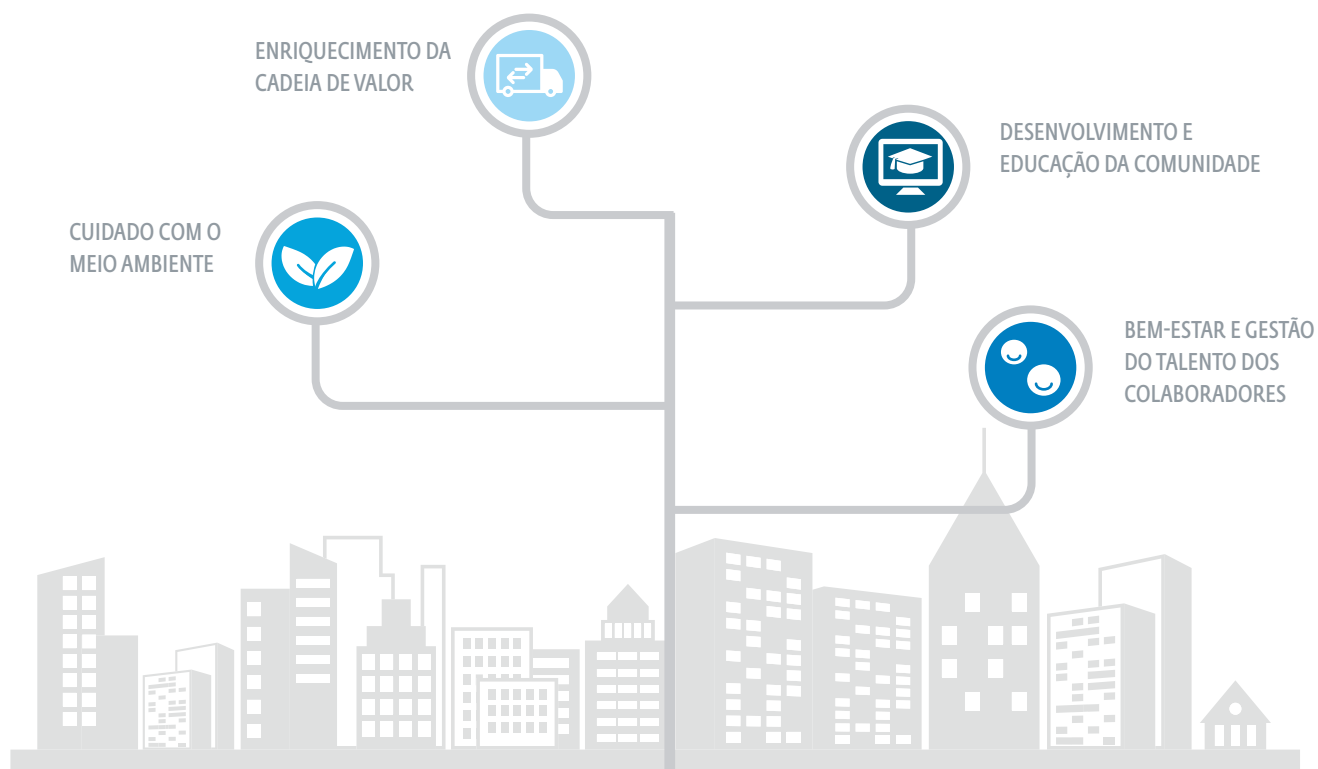 ENRIQUECIMENTO DA
CADEIA DE VALOR
DESENVOLVIMENTO E
EDUCAÇÃO DA COMUNIDADE
CUIDADO COM O
MEIO AMBIENTE
BEM-ESTAR E GESTÃO
DO TALENTO DOS
COLABORADORES